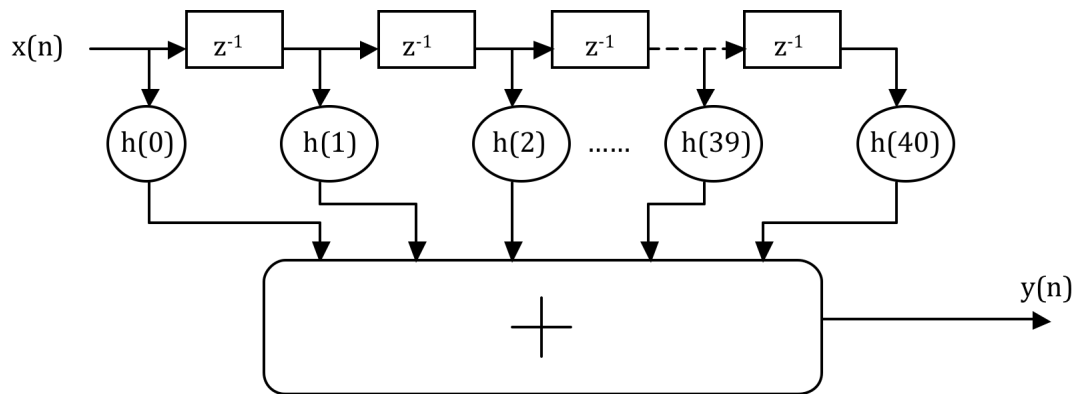 x(n) z⁻¹ z⁻¹ z⁻¹ z⁻¹
h(0) h(1) h(2) …… h(39) h(40)
+
y(n)